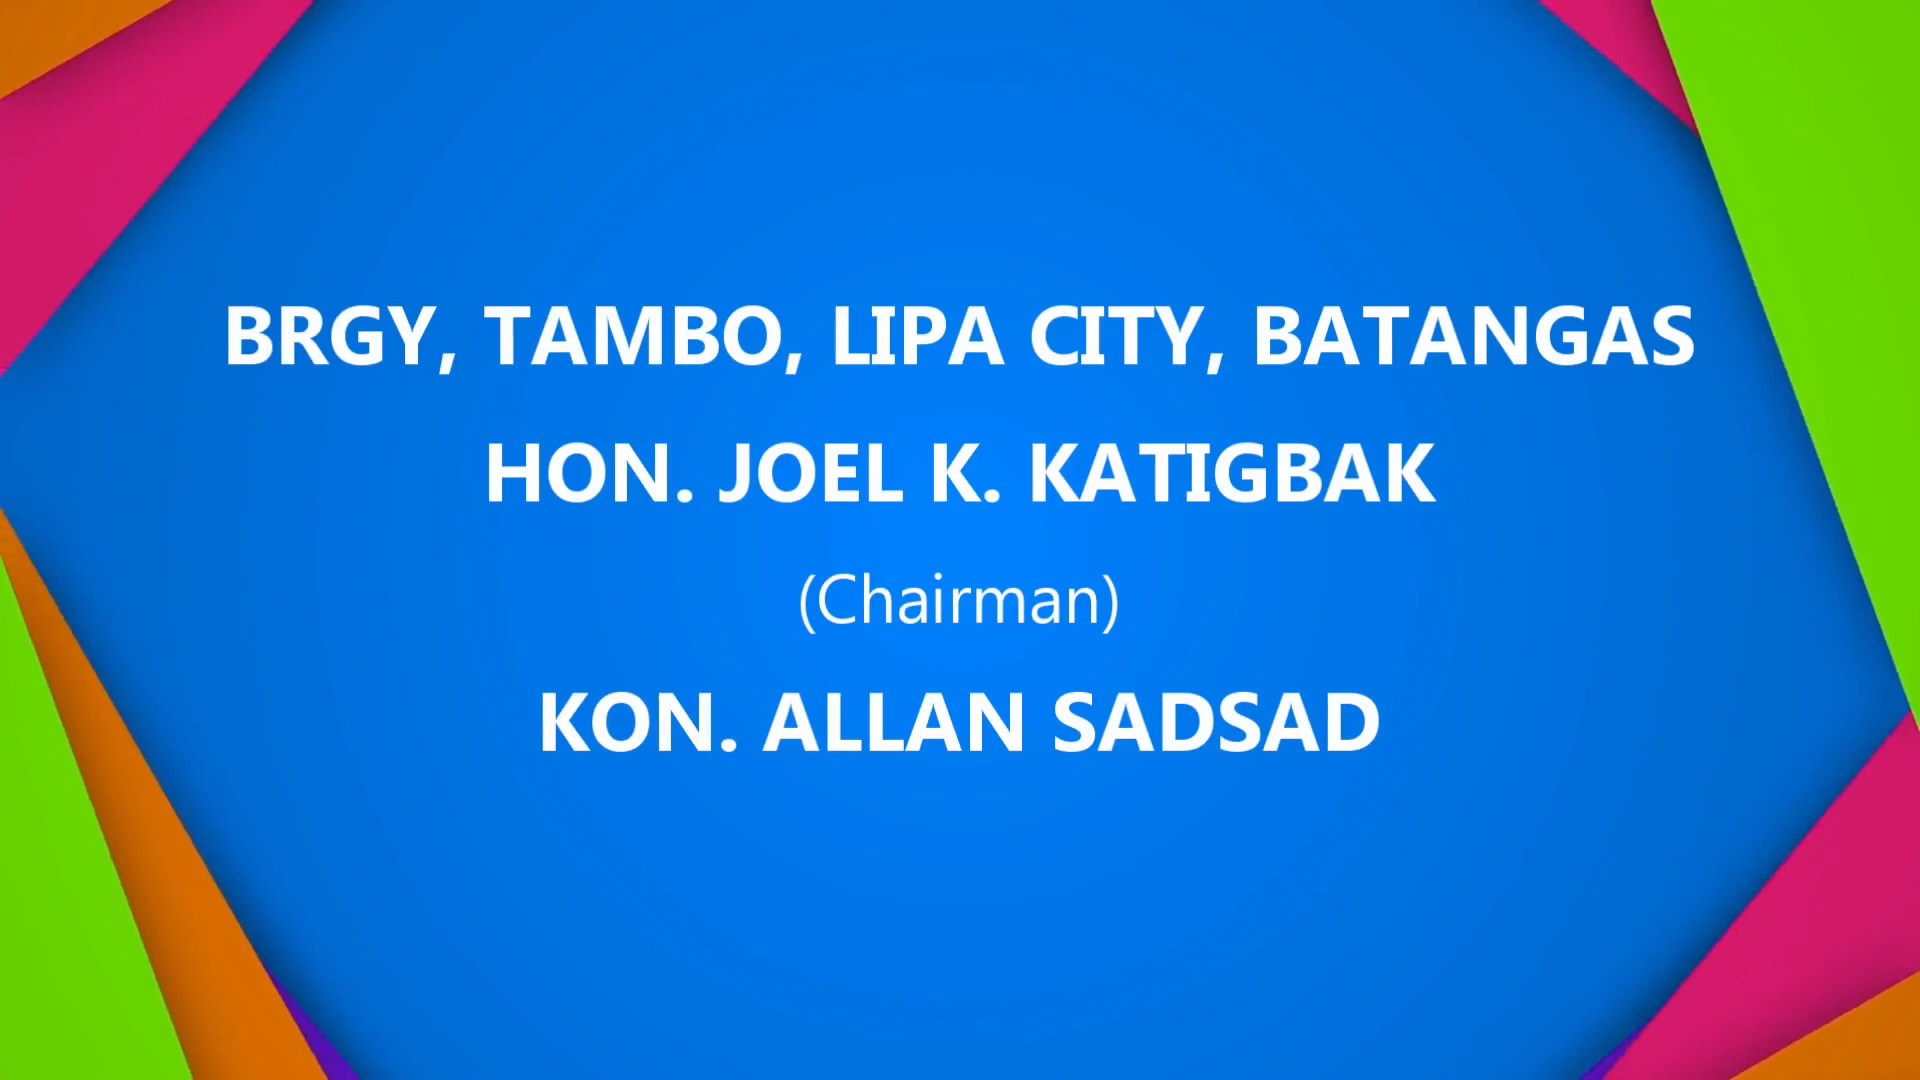 BRGY, TAMBO, LIPA CITY, BATANGAS
HON. JOEL K. KATIGBAK
(Chairman)
KON. ALLAN SADSAD